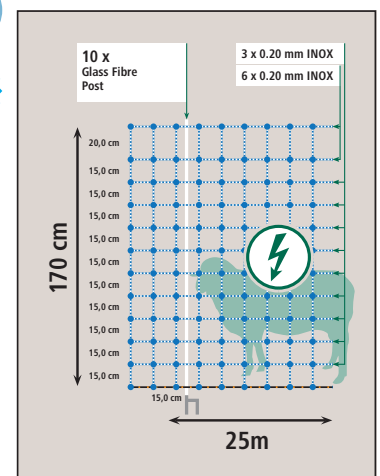 10 x
Glass Fibre
Post
3 x 0.20 mm INOX
6 x 0.20 mm INOX
170 cm
20,0 cm
15,0 cm
15,0 cm
15,0 cm
15,0 cm
15,0 cm
15,0 cm
15,0 cm
15,0 cm
15,0 cm
15,0 cm
15,0 cm
25m